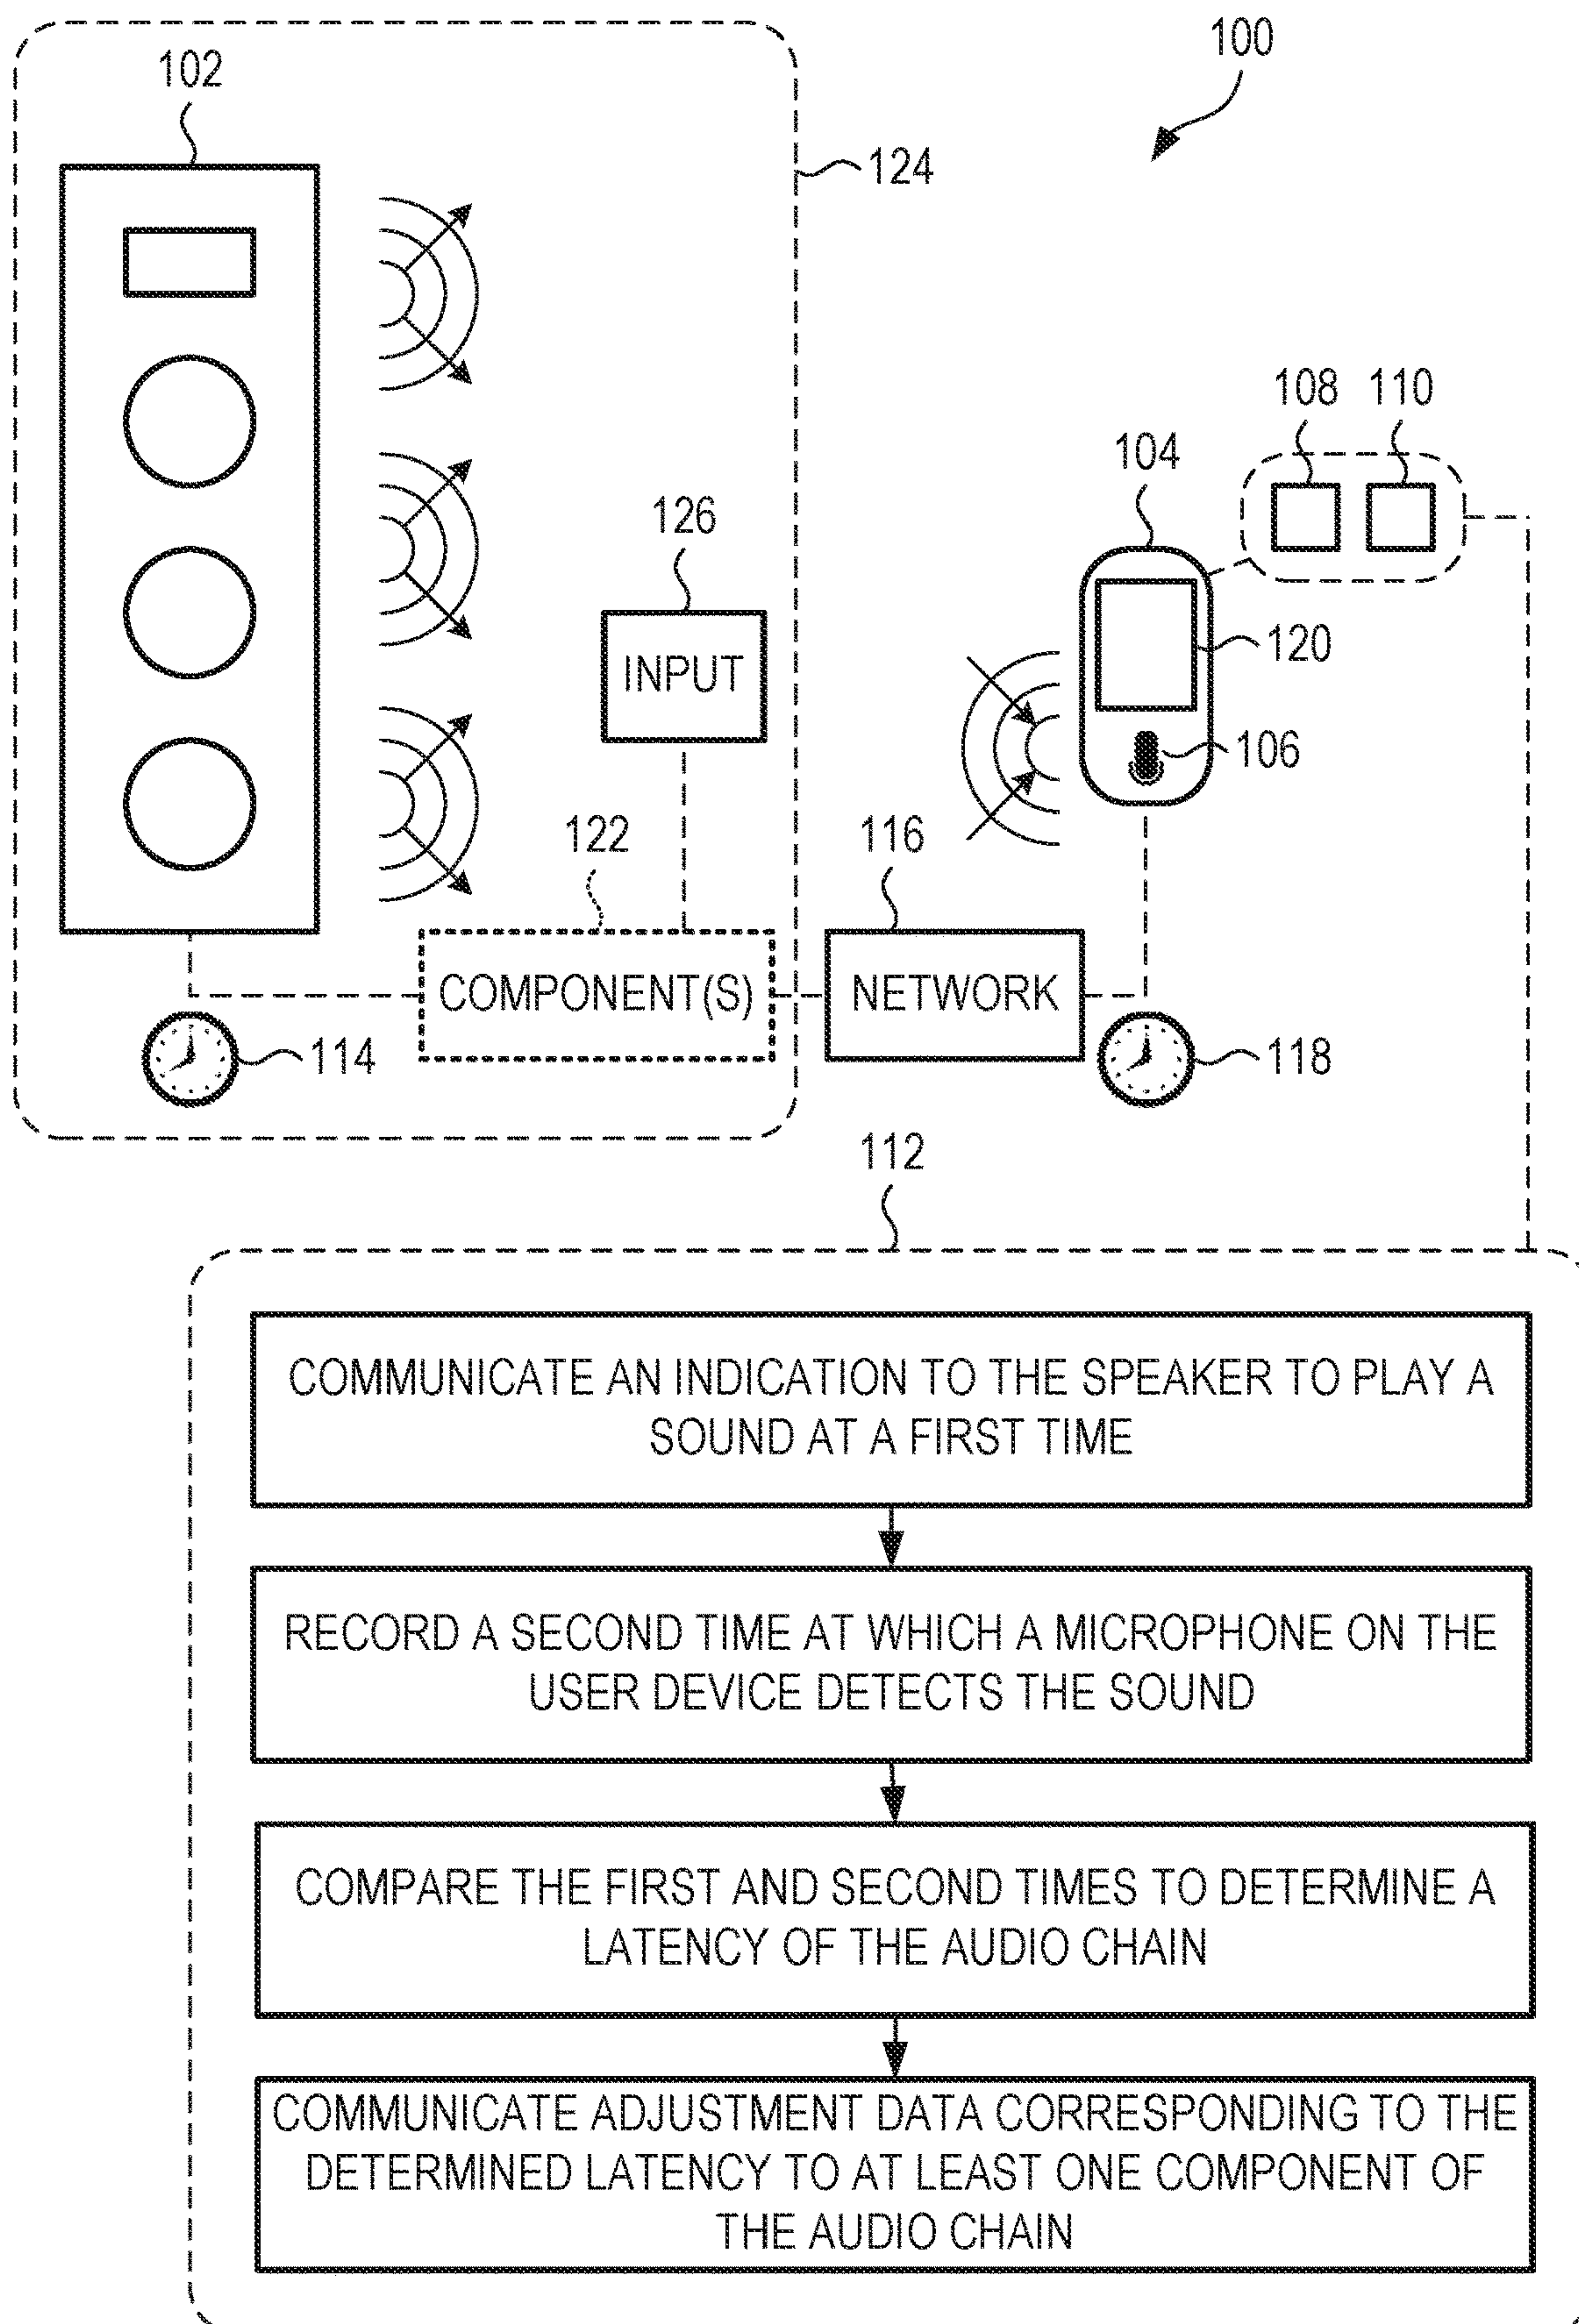 100
102
124
108 110
104
126
INPUT
120
106
122
116
COMPONENT(S)
NETWORK
114
118
112
COMMUNICATE AN INDICATION TO THE SPEAKER TO PLAY A
SOUND AT A FIRST TIME
RECORD A SECOND TIME AT WHICH A MICROPHONE ON THE
USER DEVICE DETECTS THE SOUND
COMPARE THE FIRST AND SECOND TIMES TO DETERMINE A
LATENCY OF THE AUDIO CHAIN
COMMUNICATE ADJUSTMENT DATA CORRESPONDING TO THE
DETERMINED LATENCY TO AT LEAST ONE COMPONENT OF
THE AUDIO CHAIN